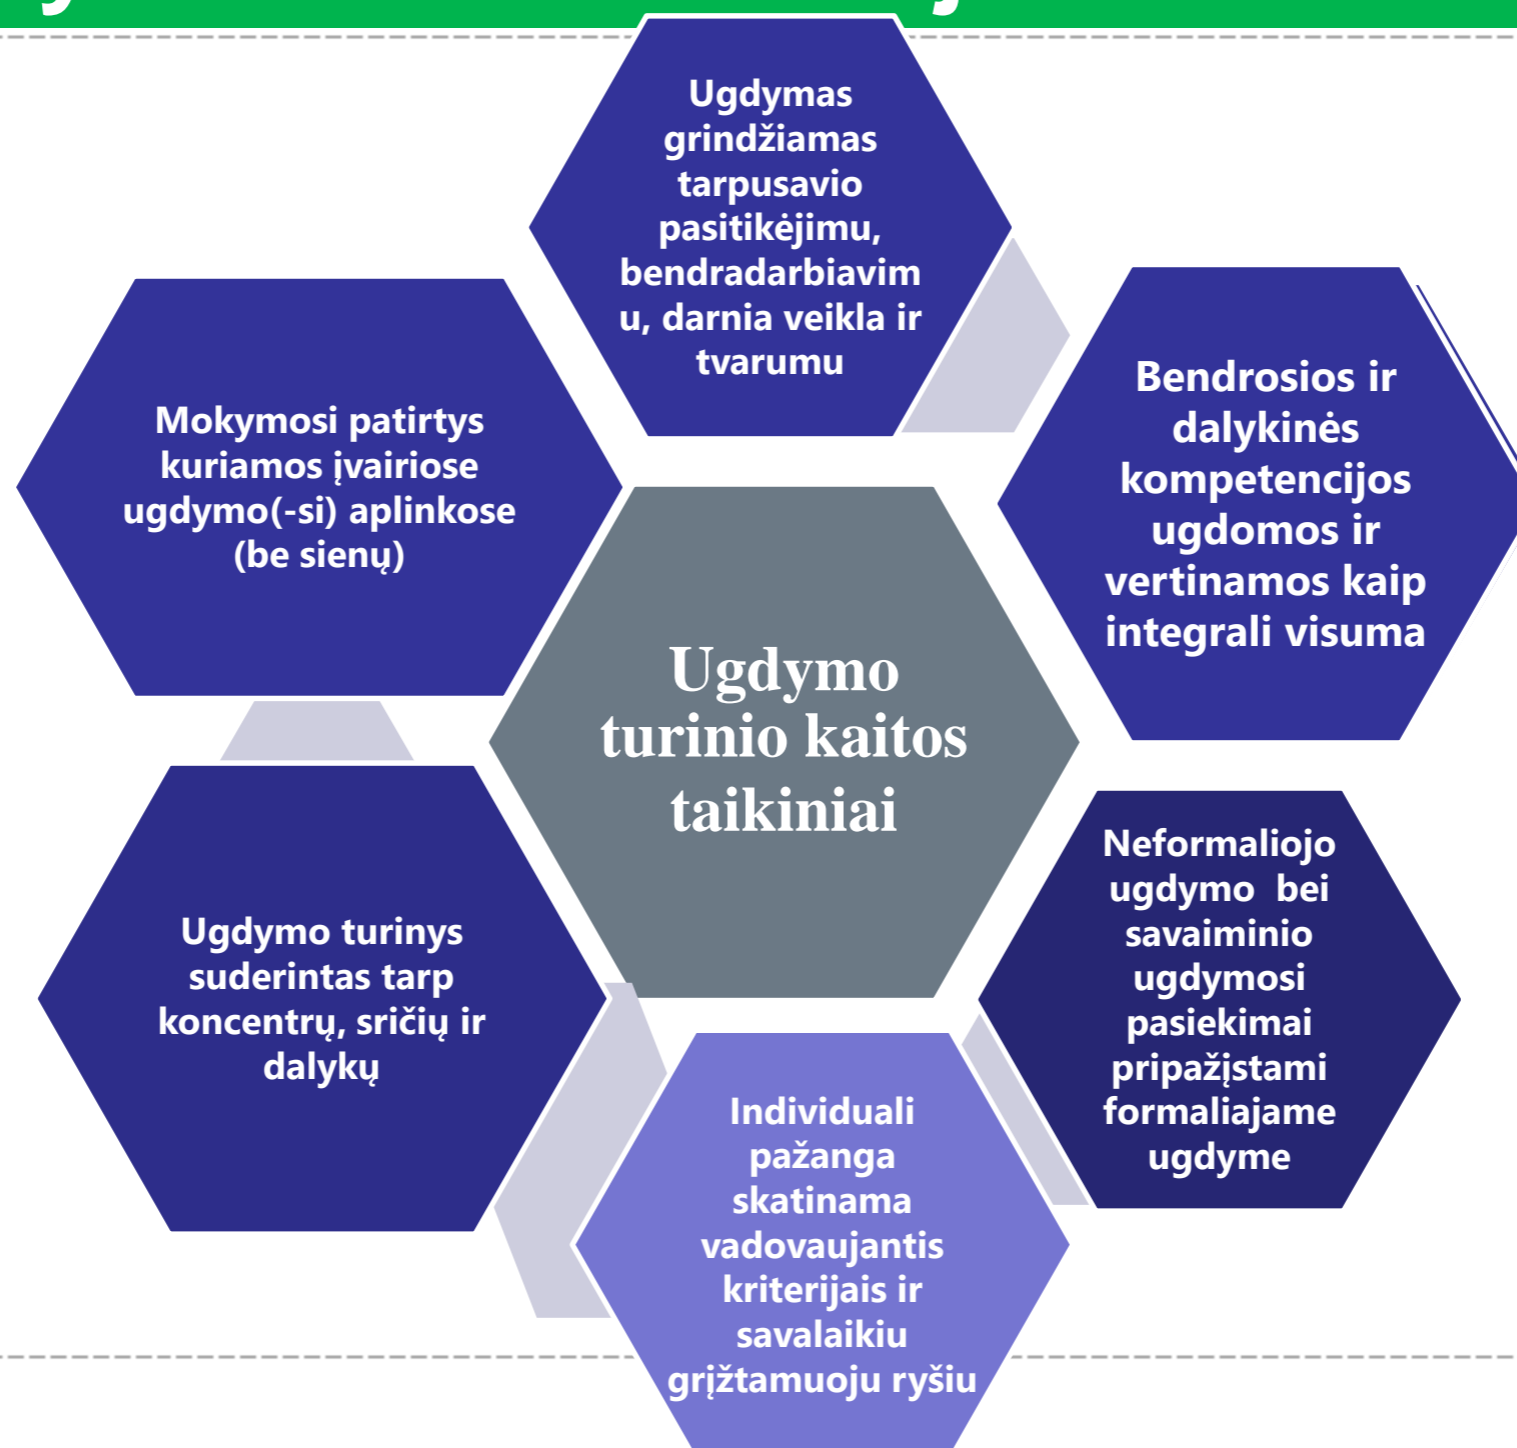 Ugdymas
grindžiamas
tarpusavio
pasitikėjimu,
bendradarbiavim
u, darnia veikla ir
tvarumu
Bendrosios ir
dalykinės
kompetencijos
ugdomos ir
vertinamos kaip
integrali visuma
Neformaliojo
ugdymo bei
savaiminio
ugdymosi
pasiekimai
pripažįstami
formaliajame
ugdyme
Individuali
pažanga
skatinama
vadovaujantis
kriterijais ir
savalaikiu
grįžtamuoju ryšiu
Ugdymo turinys
suderintas tarp
koncentrų, sričių ir
dalykų
Mokymosi patirtys
kuriamos įvairiose
ugdymo(-si) aplinkose
(be sienų)
Ugdymo
turinio kaitos
taikiniai